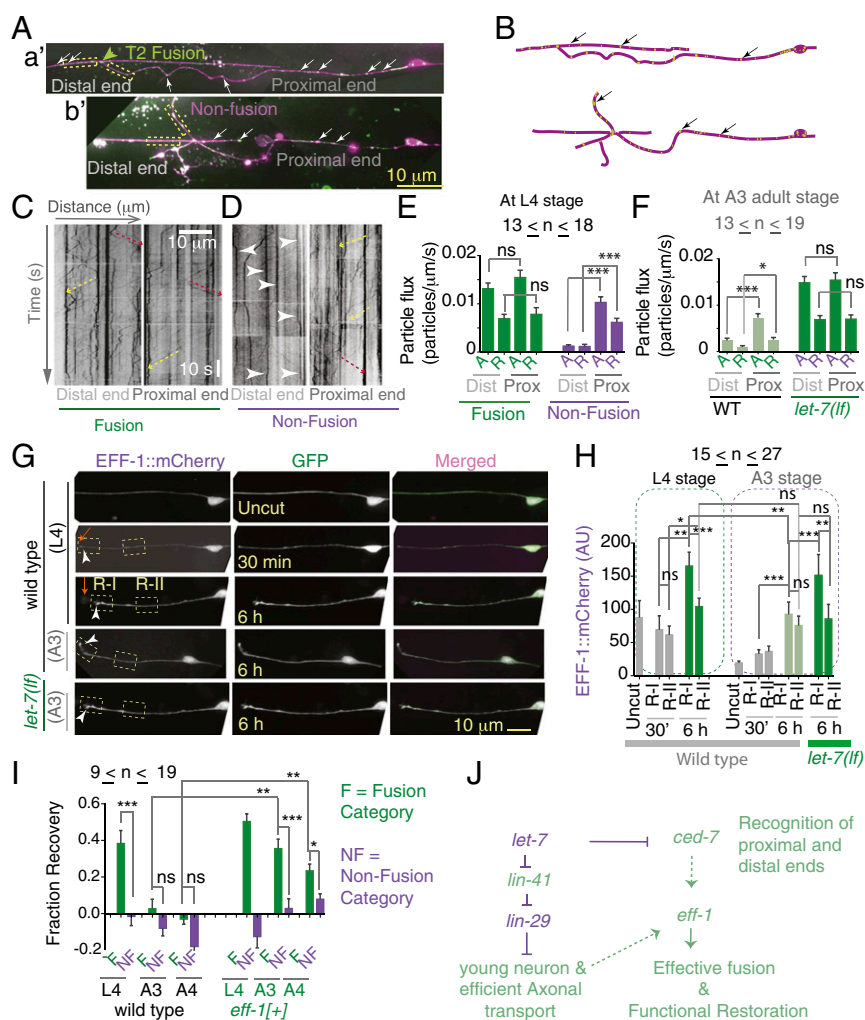 A
B
a'
T2 Fusion
Distal end
Proximal end
b'
Non-fusion
Distal end
Proximal end
10 μm
C
Distance (μm)
D
Time (s)
10 μm
10 s
Distal end Proximal end
Distal end Proximal end
Fusion
Non-Fusion
E
At L4 stage
13 < n < 18
Particle flux
(particles/μm/s)
0.02
0.01
0
ns
ns
***
***
A R A R A R A R
Dist Prox Dist Prox
Fusion Non-Fusion
F
At A3 adult stage
13 < n < 19
Particle flux
(particles/μm/s)
0.02
0.01
0
***
*
ns
ns
A R A R A R A R
Dist Prox Dist Prox
WT let-7(lf)
G
EFF-1::mCherry GFP Merged
wild type
(L4)
(A3)
let-7(lf)
(A3)
Uncut
30 min
R-I R-II
6 h
6 h
6 h
10 μm
H
15 < n < 27
L4 stage
A3 stage
EFF-1::mCherry (AU)
200
150
100
50
0
ns
** ns
* *** **
** ***
ns *** ns
Uncut R-I R-II R-I R-II Uncut R-I R-II R-I R-II R-I R-II
30' 6 h 30' 6 h 6 h
Wild type let-7(lf)
I
9 < n < 19
Fraction Recovery
0.8
0.4
0.0
-0.2
***
ns
ns
**
**
***
*
F NF F NF F NF F NF F NF F NF
L4 A3 A4 L4 A3 A4
wild type eff-1[+]
F = Fusion
Category
NF =
Non-Fusion
Category
J
let-7
lin-41
lin-29
young neuron &
efficient Axonal
transport
ced-7
eff-1
Recognition of
proximal and
distal ends
Effective fusion
&
Functional Restoration